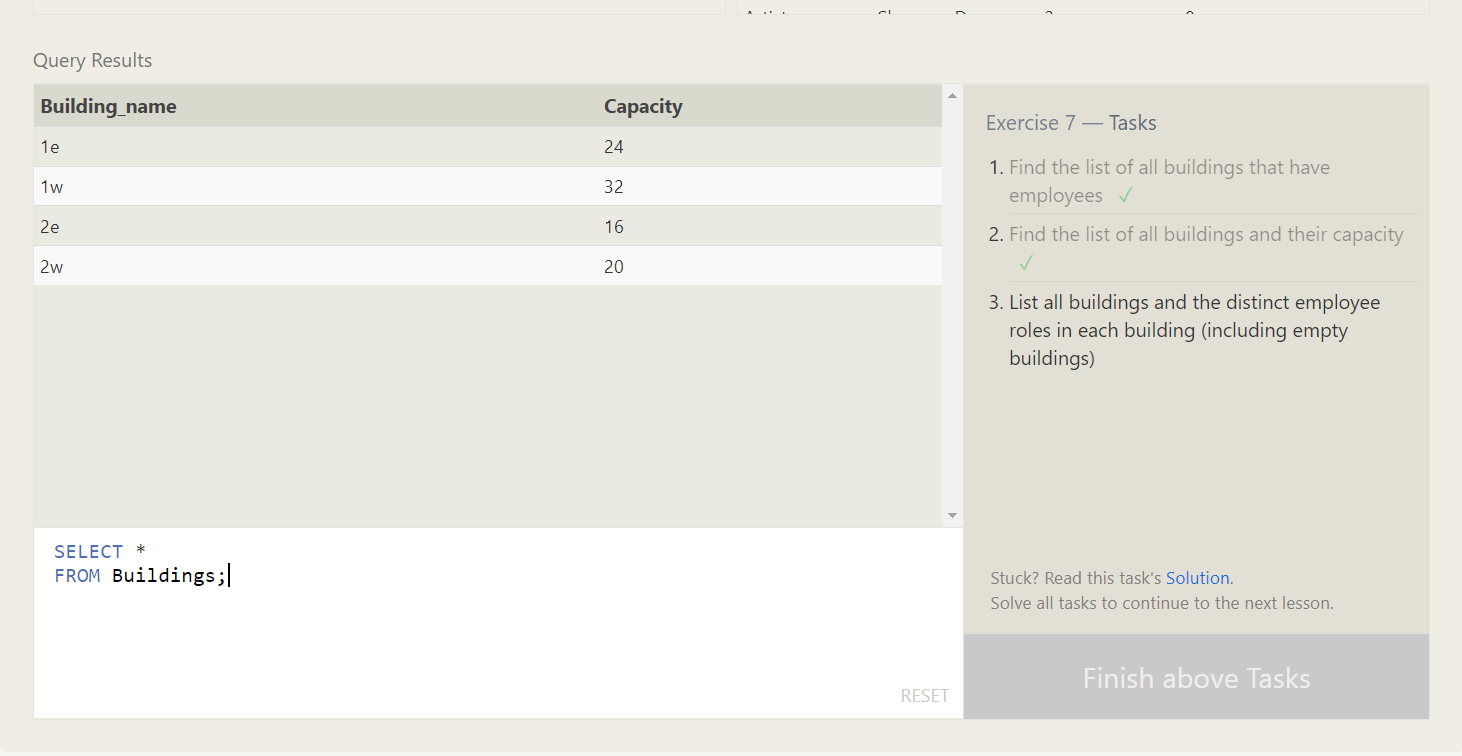 Query Results
Building_name Capacity
1e 24
1w 32
2e 16
2w 20
SELECT *
FROM Buildings;
RESET
Exercise 7 — Tasks
1. Find the list of all buildings that have
employees ✓
2. Find the list of all buildings and their capacity
✓
3. List all buildings and the distinct employee
roles in each building (including empty
buildings)
Stuck? Read this task's Solution.
Solve all tasks to continue to the next lesson.
Finish above Tasks